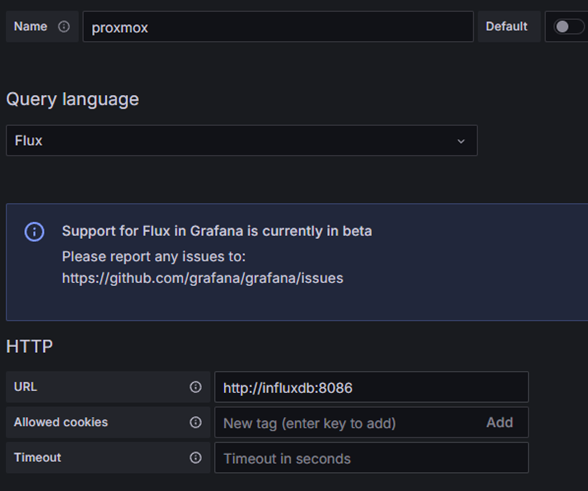 Name proxmox Default
Query language
Flux
Support for Flux in Grafana is currently in beta
Please report any issues to:
https://github.com/grafana/grafana/issues
HTTP
URL http://influxdb:8086
Allowed cookies New tag (enter key to add) Add
Timeout Timeout in seconds